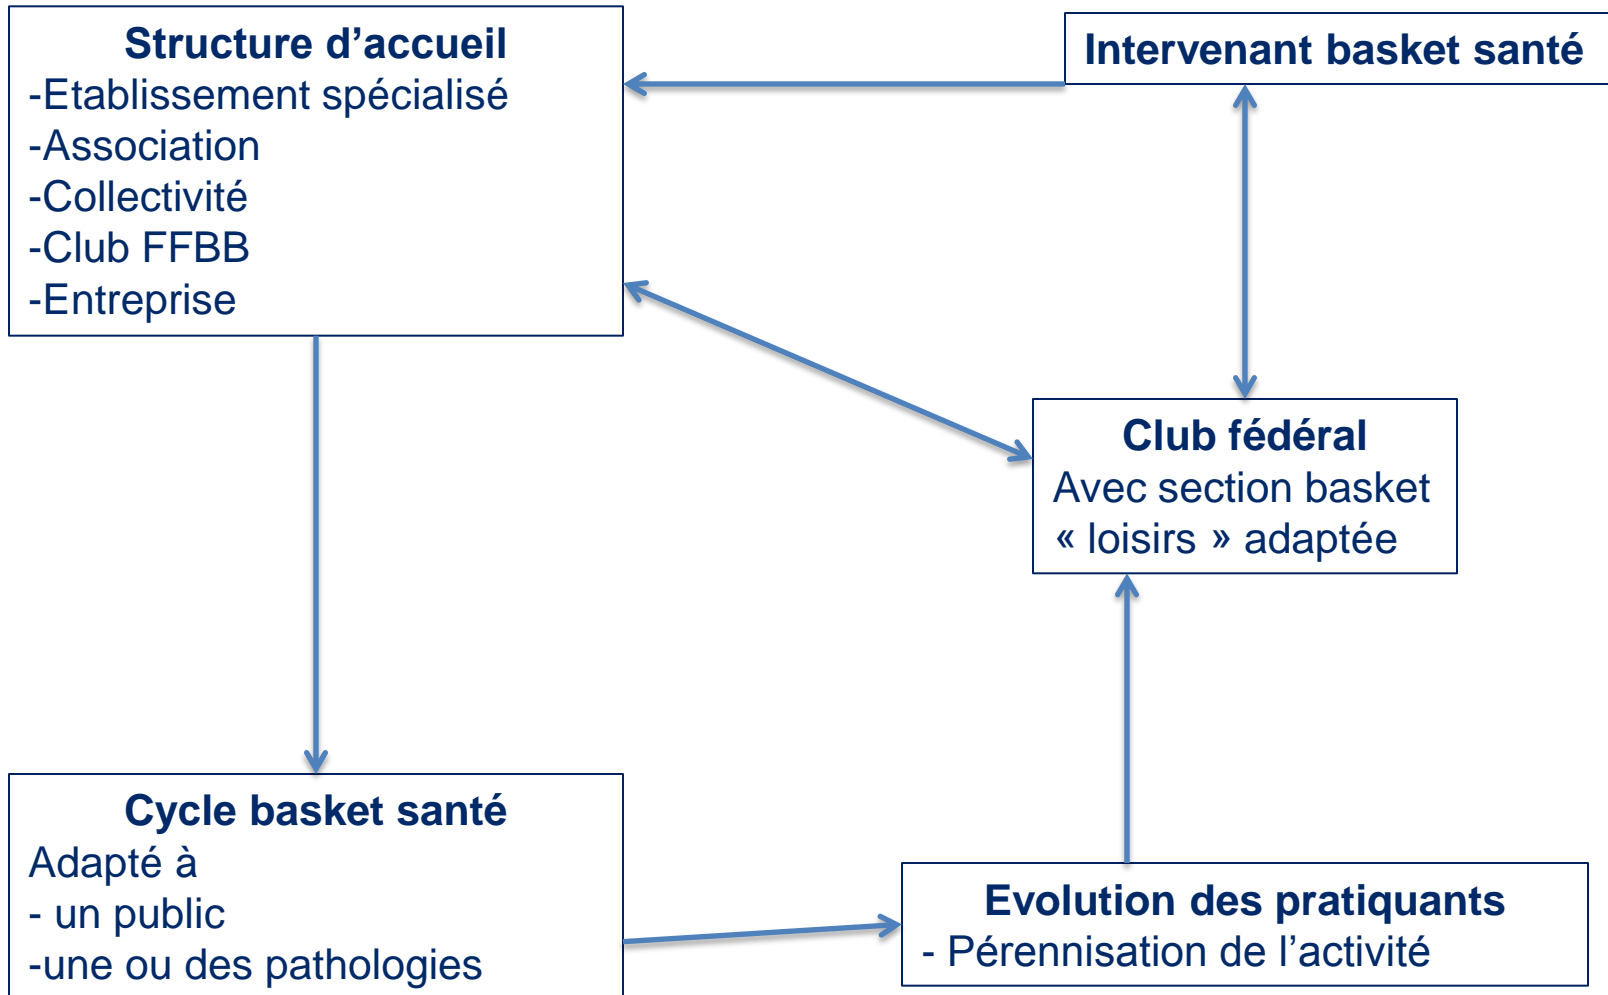 Structure d’accueil
-Etablissement spécialisé
-Association
-Collectivité
-Club FFBB
-Entreprise
Intervenant basket santé
Club fédéral
Avec section basket
« loisirs » adaptée
Cycle basket santé
Adapté à
- un public
-une ou des pathologies
Evolution des pratiquants
- Pérennisation de l’activité